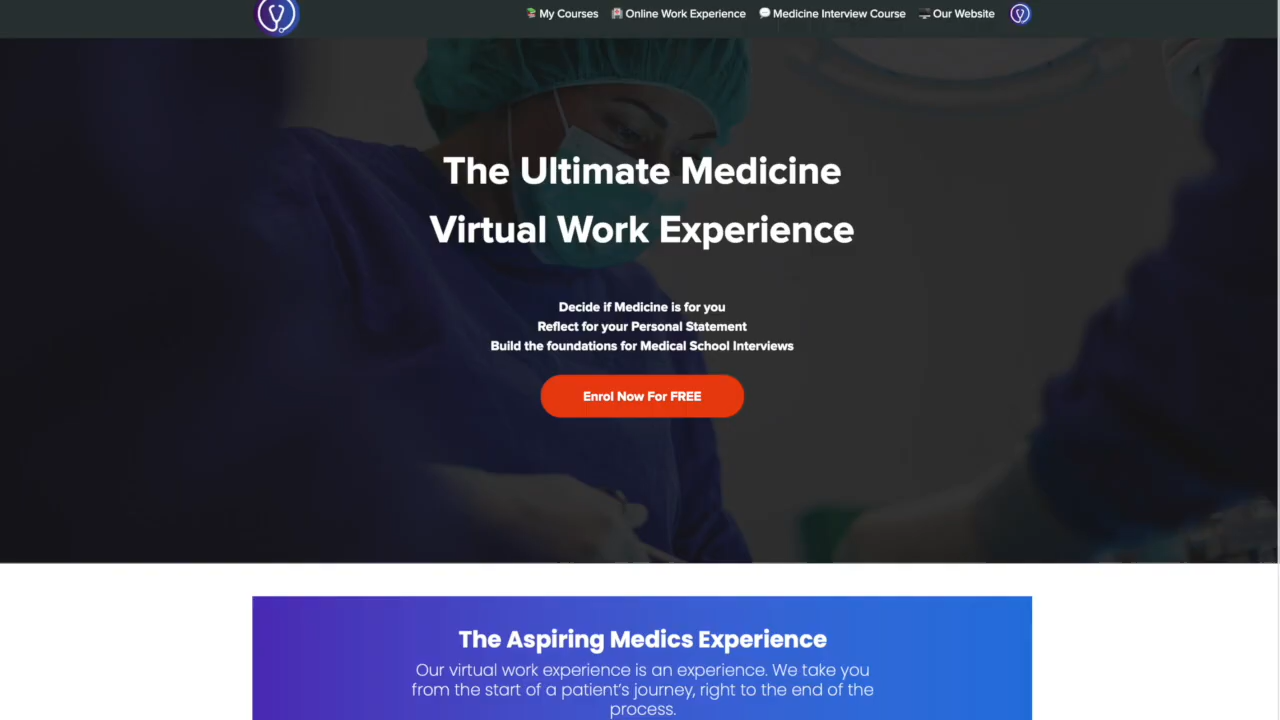 My Courses
Online Work Experience
Medicine Interview Course
Our Website
The Ultimate Medicine
Virtual Work Experience
Decide if Medicine is for you
Reflect for your Personal Statement
Build the foundations for Medical School Interviews
Enrol Now For FREE
The Aspiring Medics Experience
Our virtual work experience is an experience. We take you
from the start of a patient's journey, right to the end of the
process.